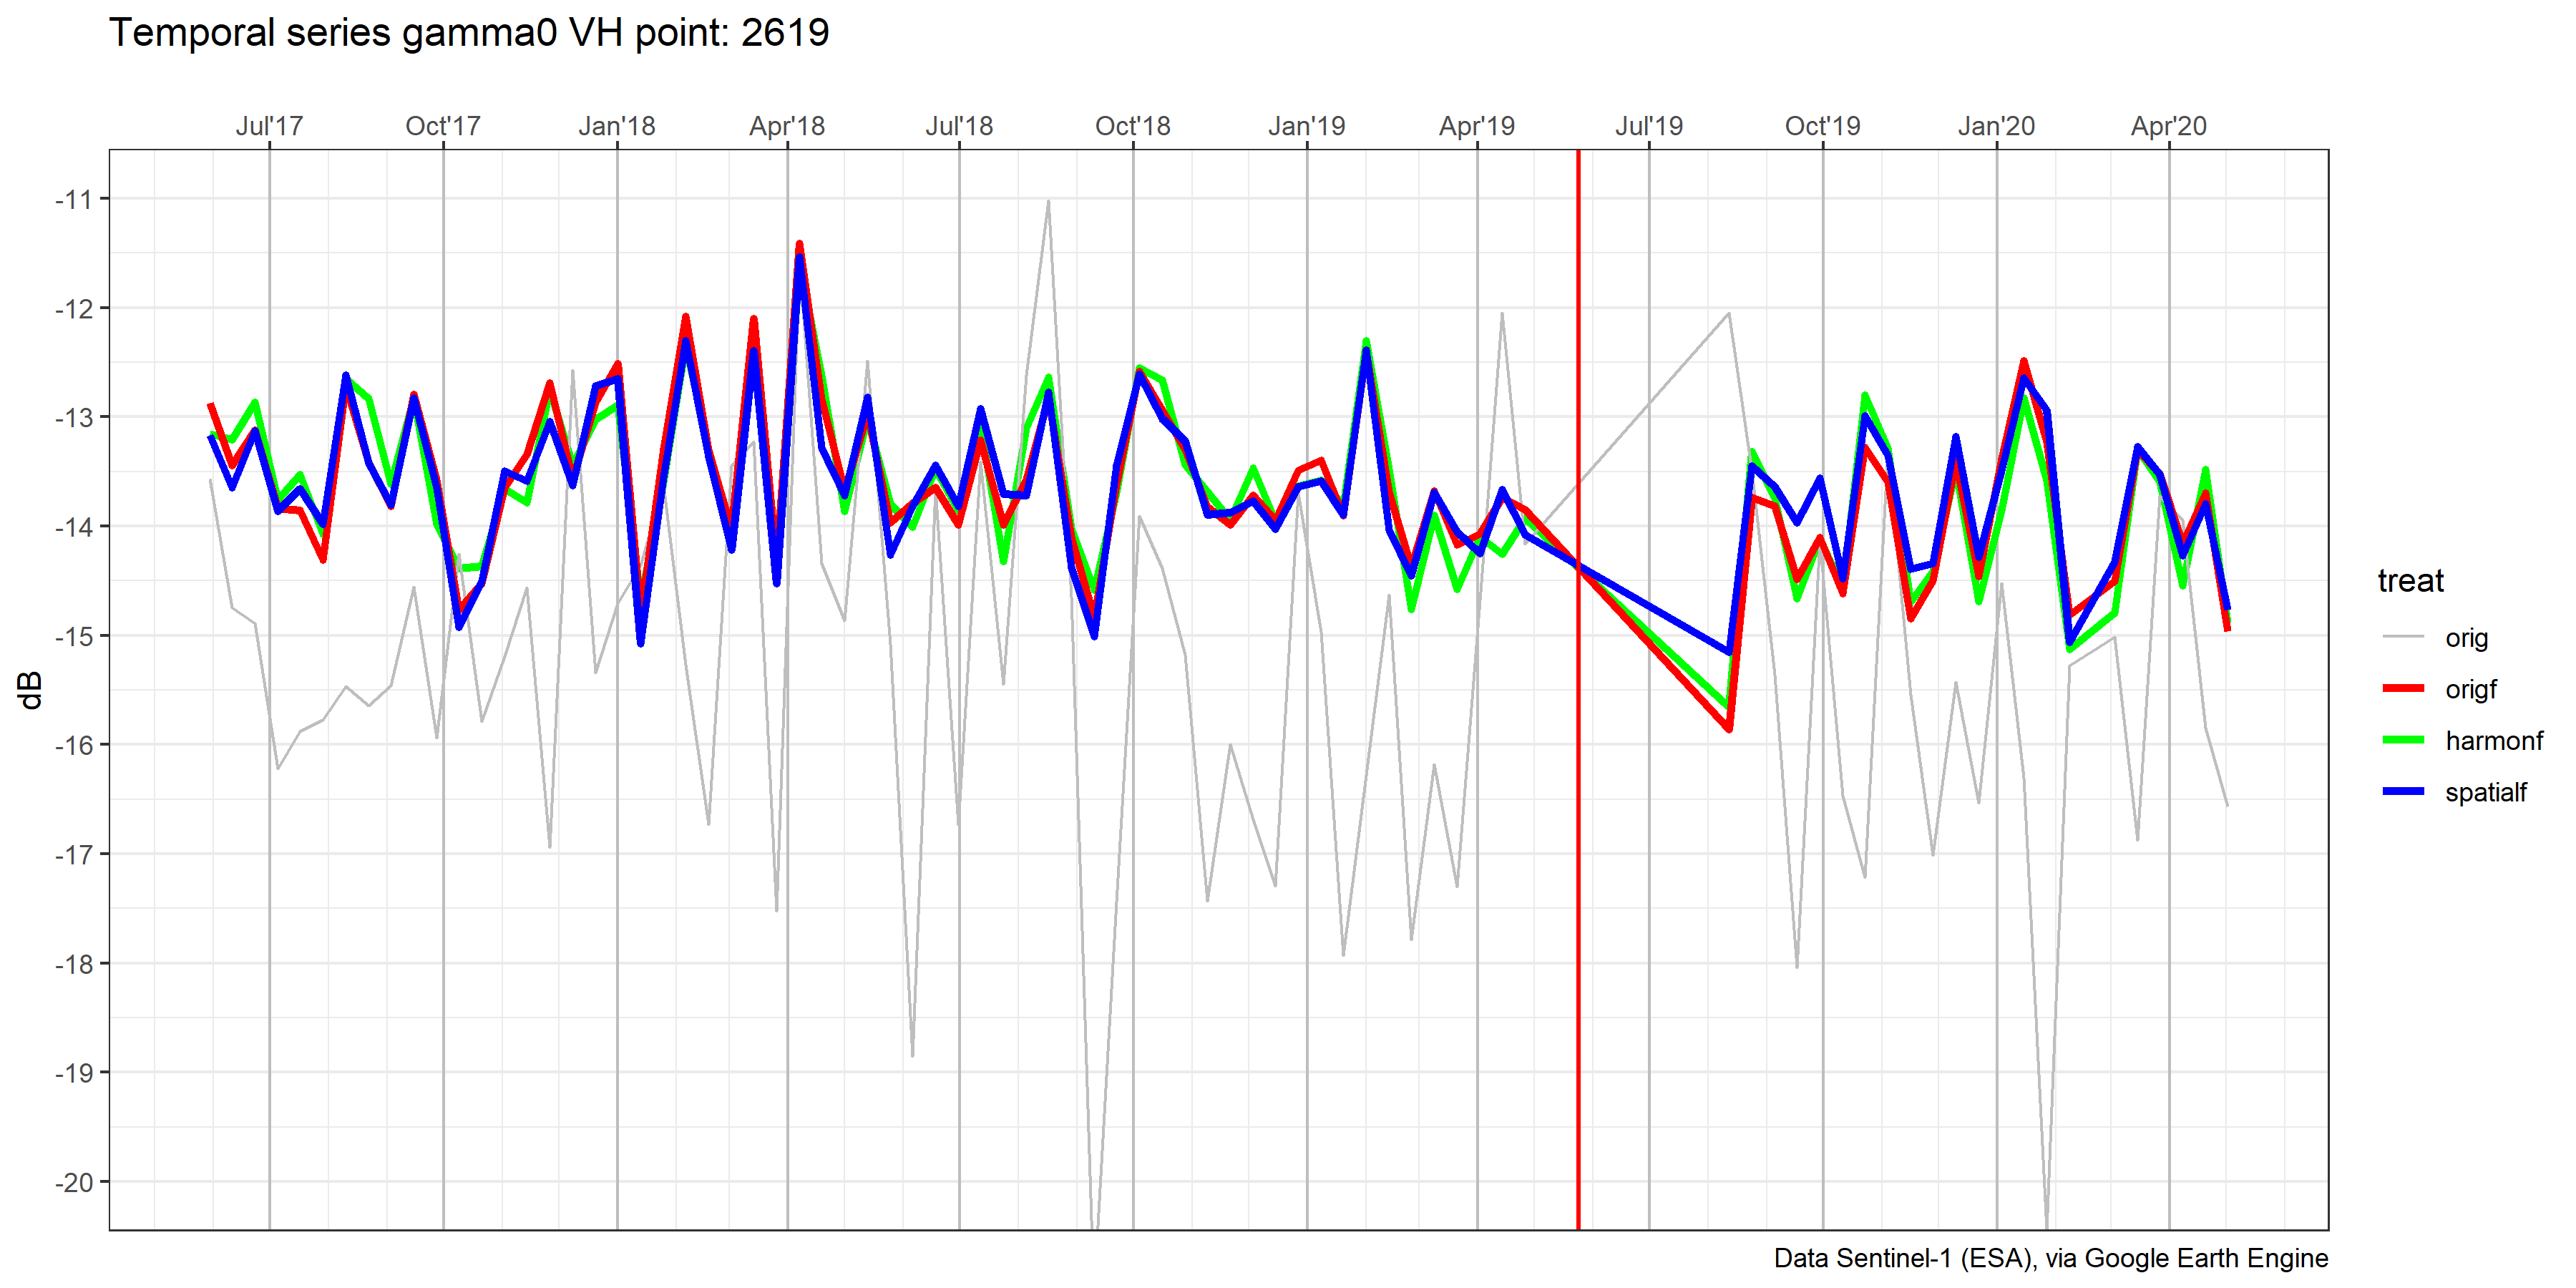 Temporal series gamma0 VH point: 2619
Jul'17 Oct'17 Jan'18 Apr'18 Jul'18 Oct'18 Jan'19 Apr'19 Jul'19 Oct'19 Jan'20 Apr'20
-11
-12
-13
-14
-15
-16
-17
-18
-19
-20
dB
treat
orig
origf
harmonf
spatialf
Data Sentinel-1 (ESA), via Google Earth Engine